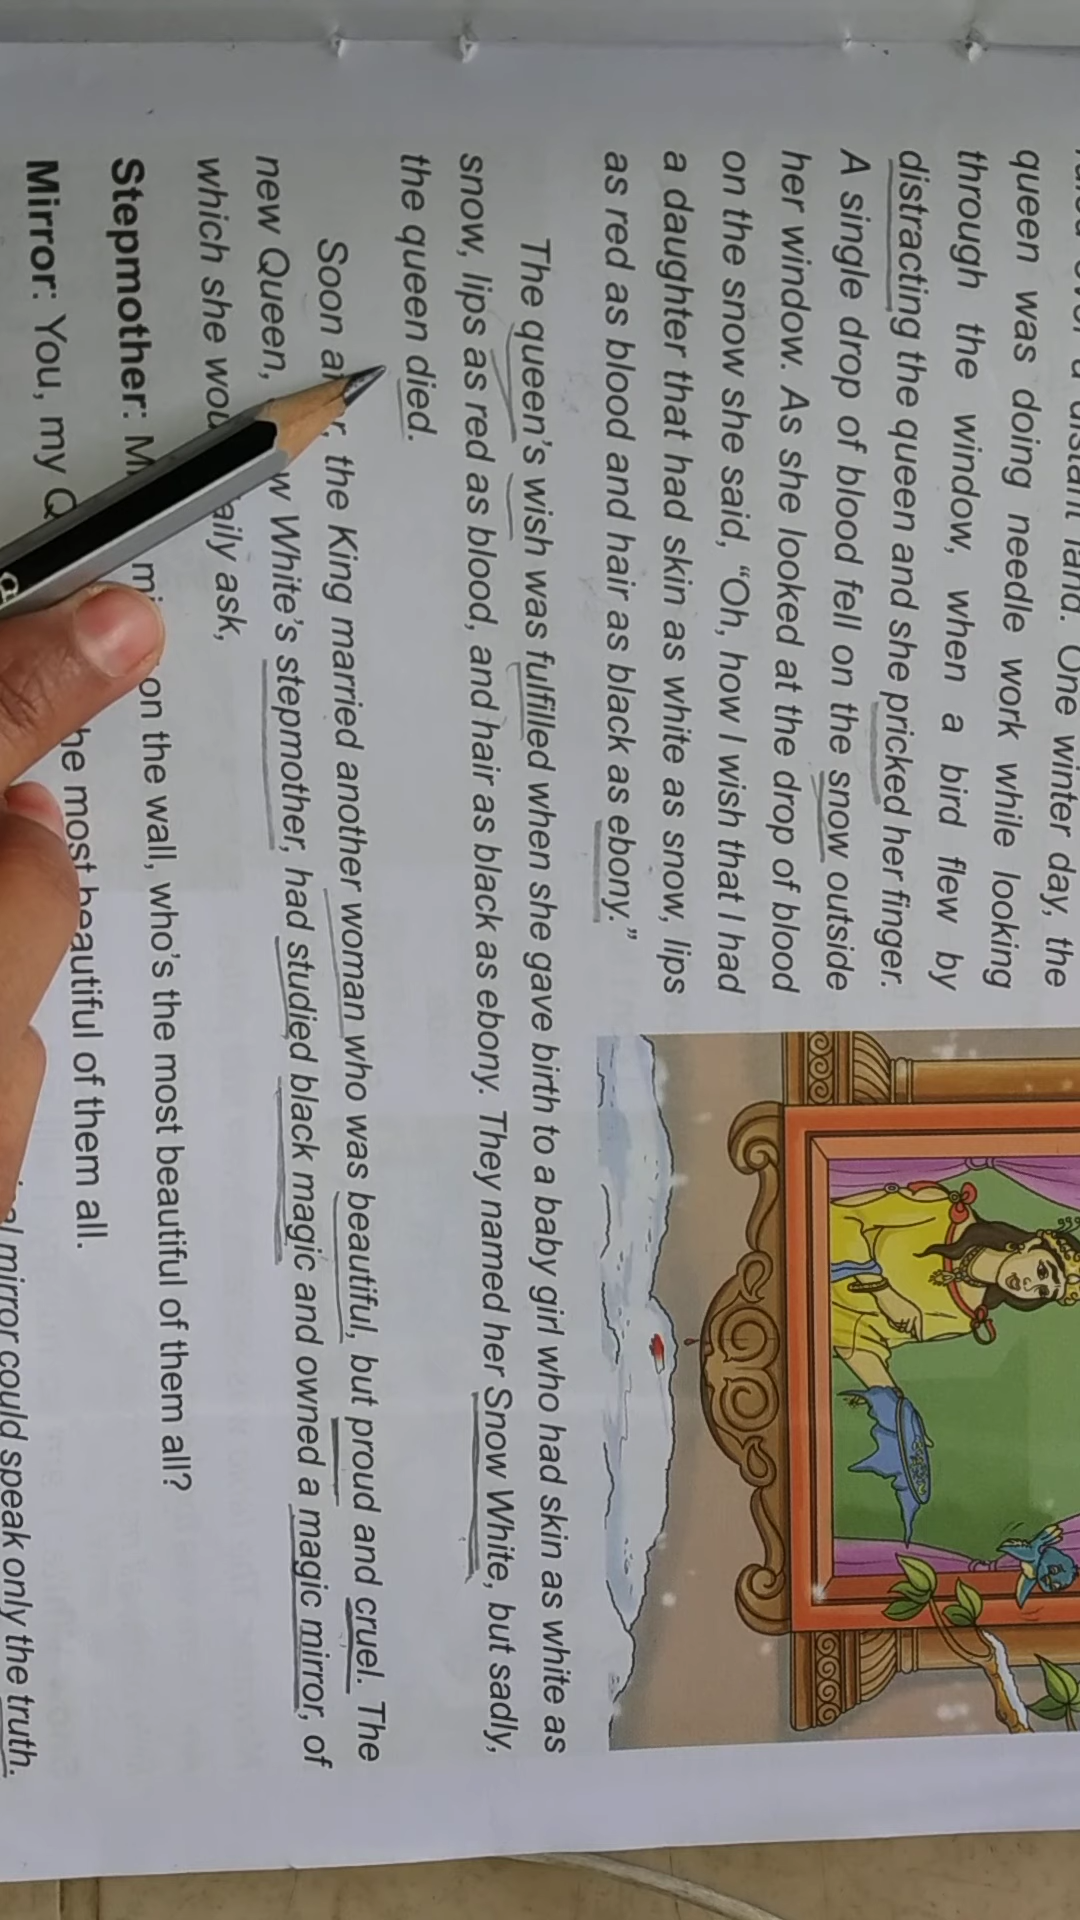 distant land. One winter day, the
queen was doing needle work while looking
through the window, when a bird flew by
distracting the queen and she pricked her finger.
A single drop of blood fell on the snow outside
her window. As she looked at the drop of blood
on the snow she said, “Oh, how I wish that I had
a daughter that had skin as white as snow, lips
as red as blood and hair as black as ebony.”
The queen's wish was fulfilled when she gave birth to a baby girl who had skin as white as
snow, lips as red as blood, and hair as black as ebony. They named her Snow White, but sadly,
the queen died.
Soon the King married another woman who was beautiful, but proud and cruel. The
new Queen, White's stepmother, had studied black magic and owned a magic mirror, of
which she ask,
Stepmother: on the wall, who's the most beautiful of them all?
Mirror: You, my most beautiful of them all.
mirror could speak only the truth.